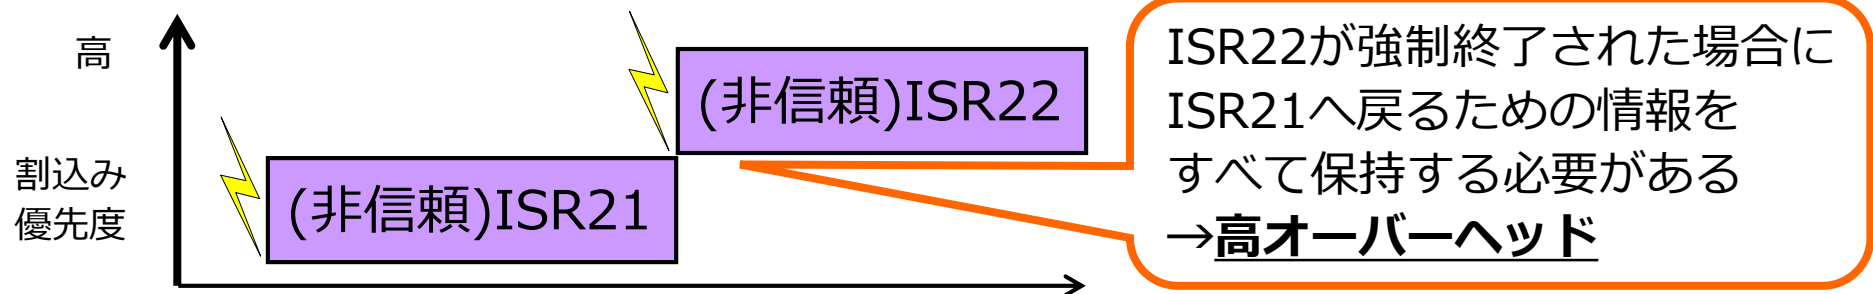 高
割込み
優先度
(非信頼)ISR21
(非信頼)ISR22
ISR22が強制終了された場合に
ISR21へ戻るための情報を
すべて保持する必要がある
→高オーバーヘッド